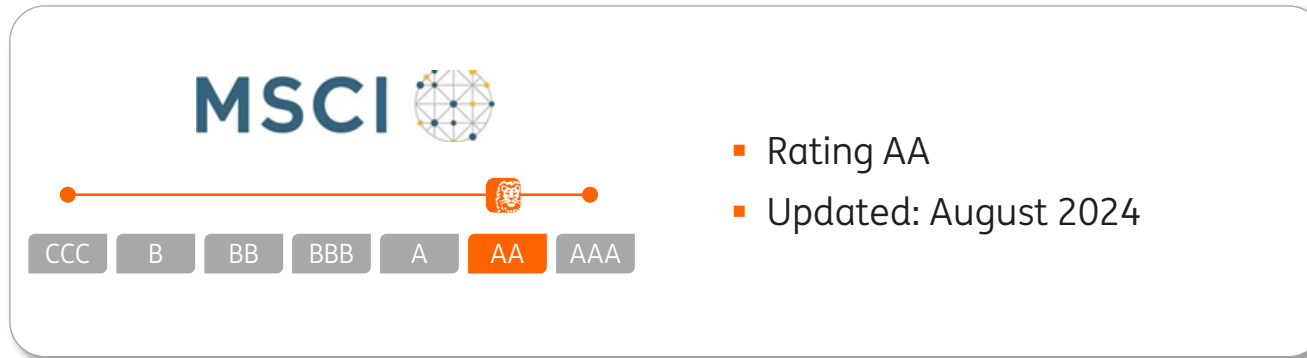 MSCI
CCC B BB BBB A AA AAA
Rating AA
Updated: August 2024